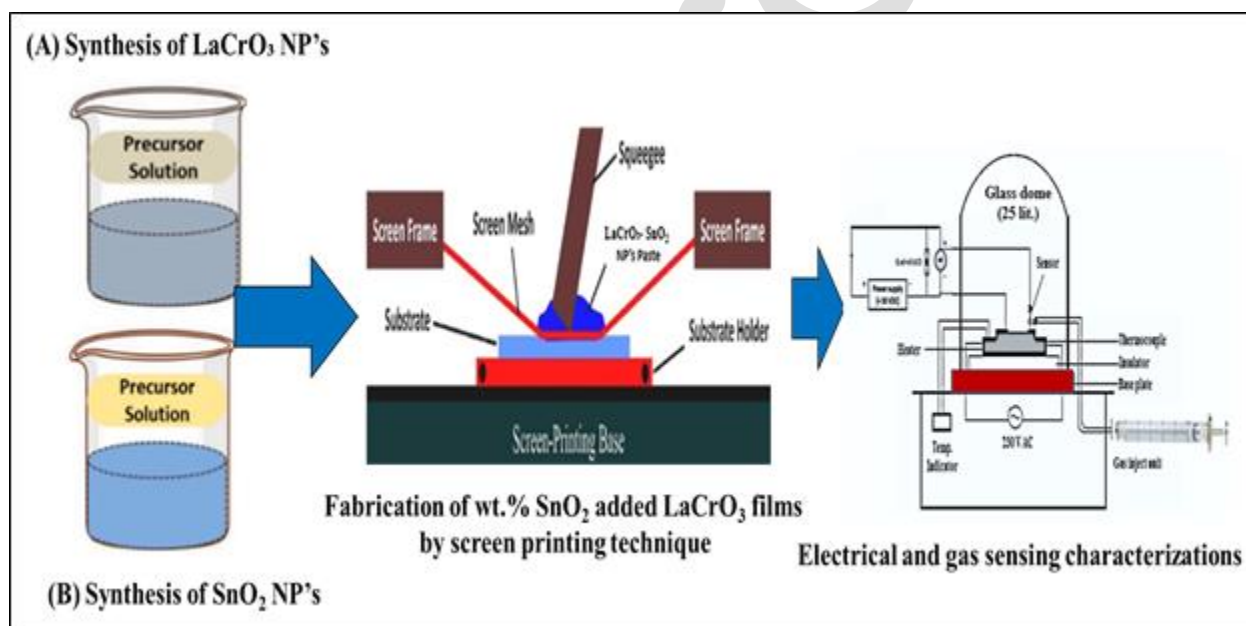 (A) Synthesis of LaCrO₃ NP's
Precursor
Solution
Precursor
Solution
(B) Synthesis of SnO₂ NP's
Squeegee
Screen Frame
Screen Mesh
LaCrO₃- SnO₂
NP's Paste
Screen Frame
Substrate
Substrate Holder
Screen-Printing Base
Fabrication of wt.% SnO₂ added LaCrO₃ films
by screen printing technique
Glass dome
(25 lit.)
Power supply
Sensor
Heater
Thermocouple
Insulator
Base plate
Temp.
Indicator
230 V. AC
Gas inject unit
Electrical and gas sensing characterizations